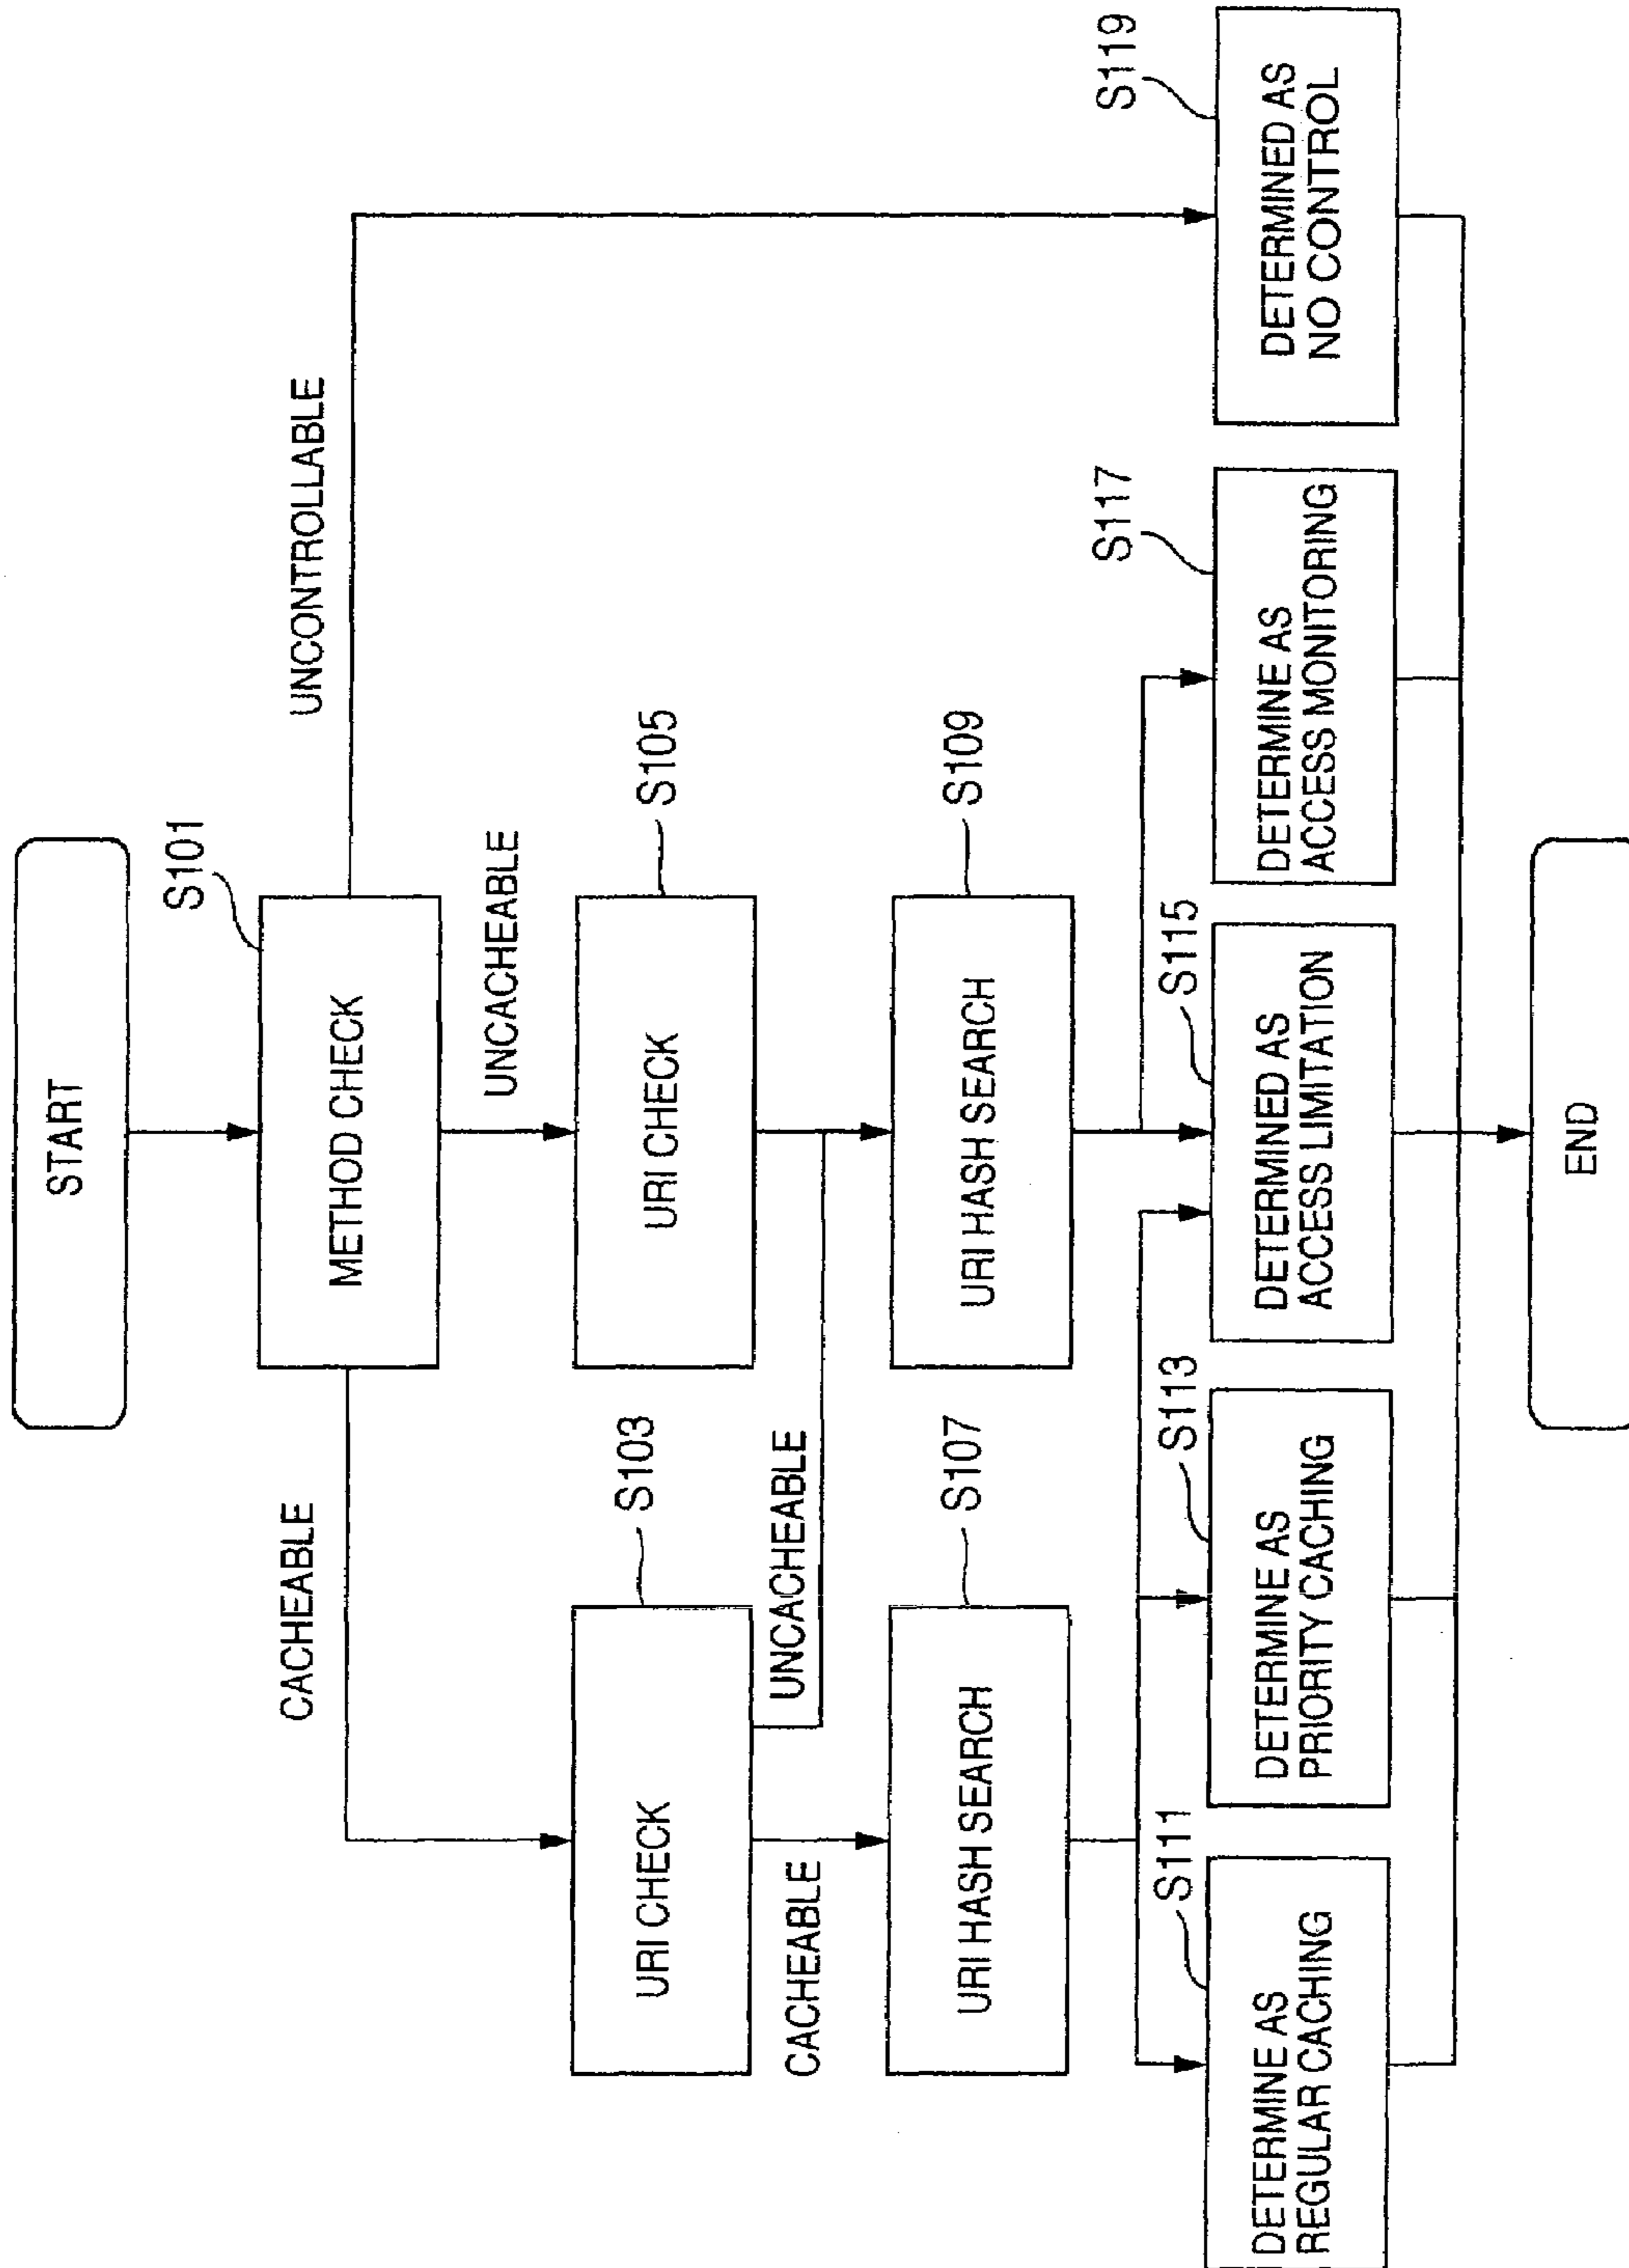 START
S101
METHOD CHECK
CACHEABLE
UNCACHEABLE
UNCONTROLLABLE
S103
URI CHECK
S105
URI CHECK
CACHEABLE
UNCACHEABLE
S107
URI HASH SEARCH
S109
URI HASH SEARCH
S111
DETERMINE AS
REGULAR CACHING
S113
DETERMINE AS
PRIORITY CACHING
S115
DETERMINED AS
ACCESS LIMITATION
S117
DETERMINE AS
ACCESS MONITORING
S119
DETERMINED AS
NO CONTROL
END